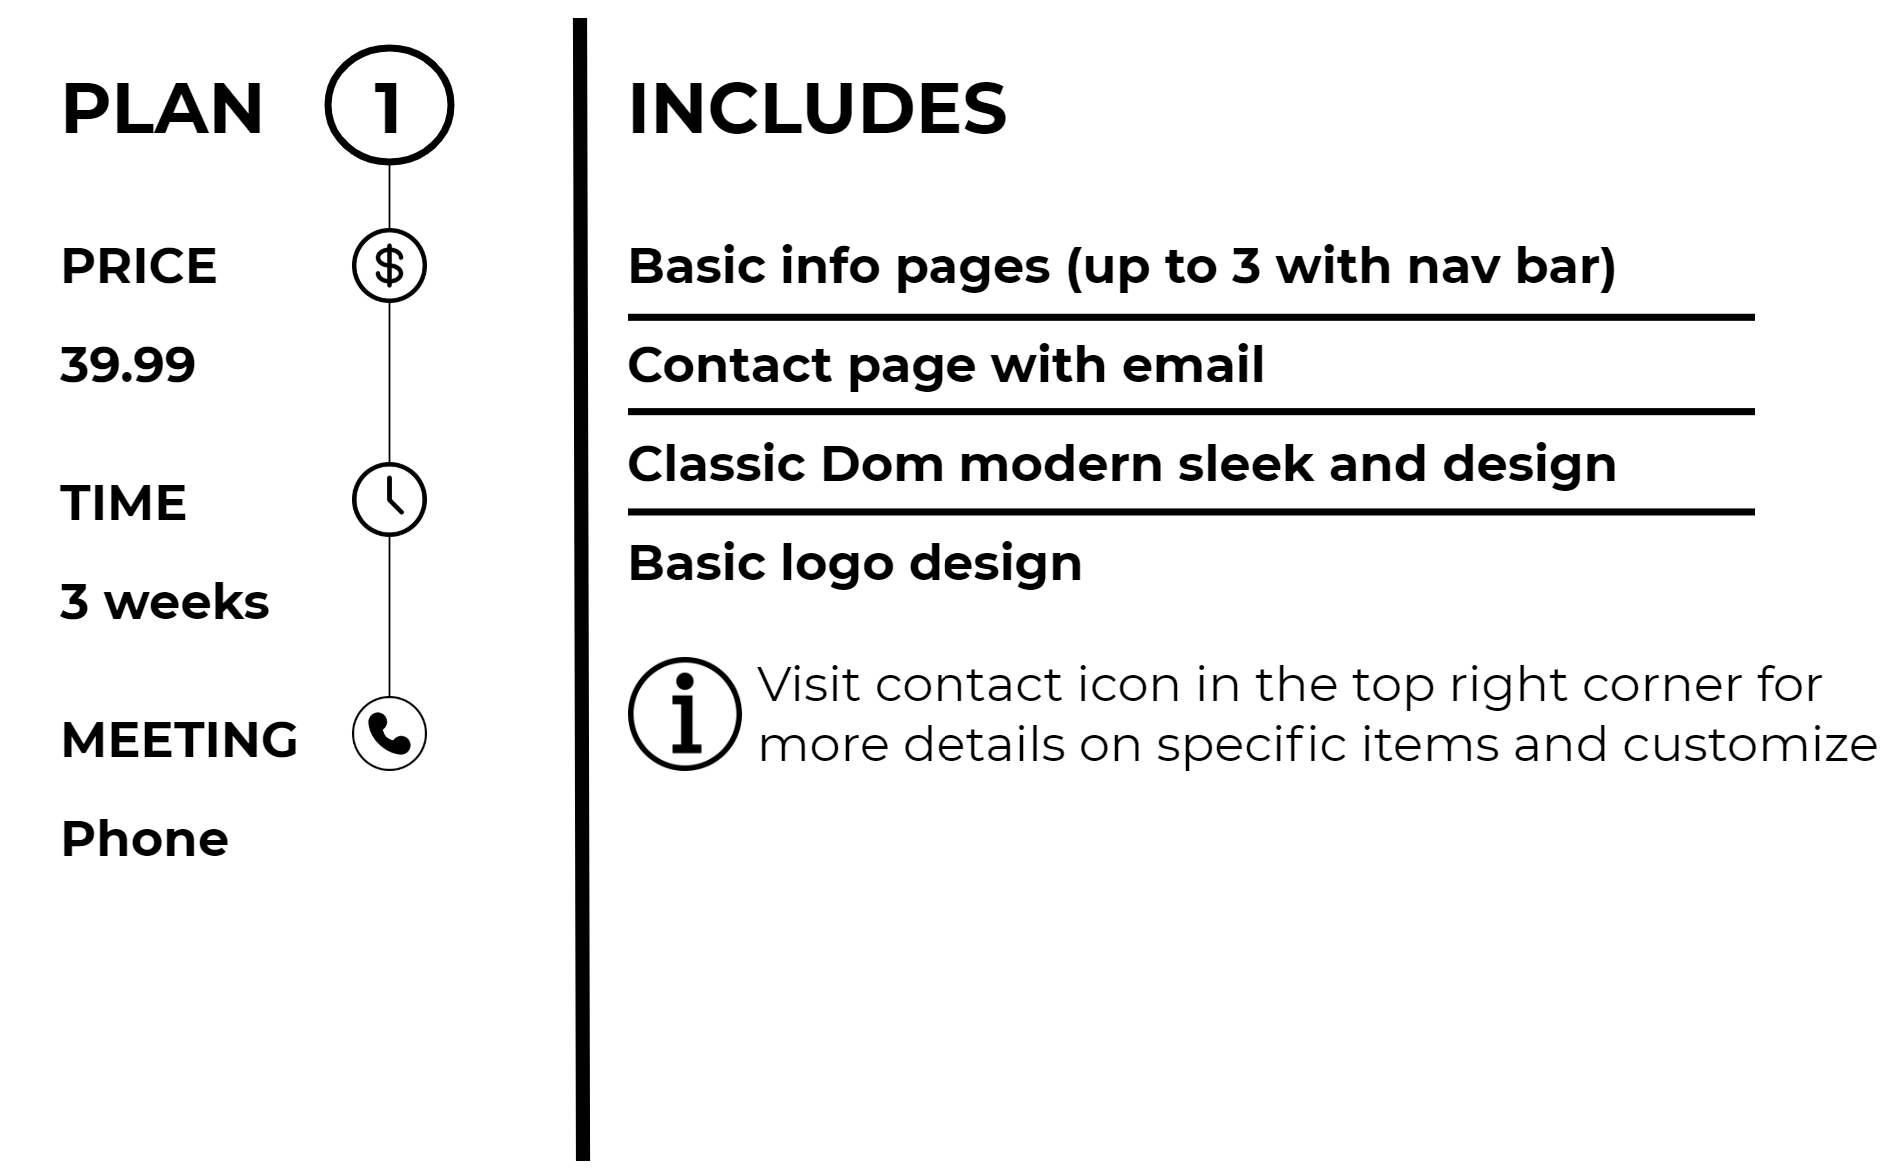 PLAN 1
PRICE
$
39.99
TIME
3 weeks
MEETING
Phone
INCLUDES
Basic info pages (up to 3 with nav bar)
Contact page with email
Classic Dom modern sleek and design
Basic logo design
i
Visit contact icon in the top right corner for
more details on specific items and customize